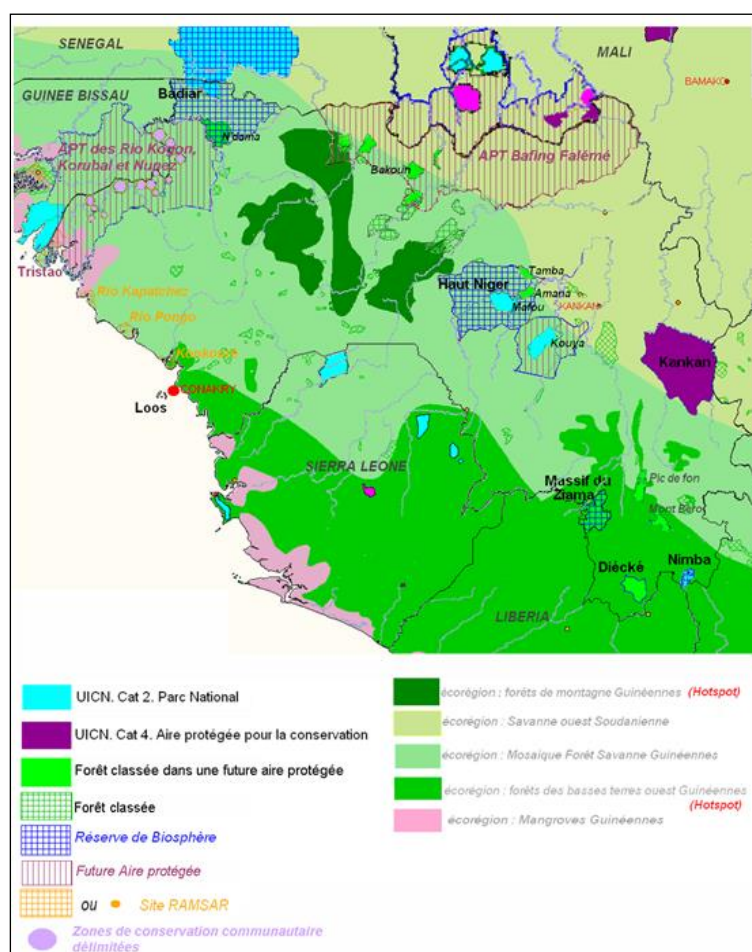 SENEGAL
MALI
BAMAKO
GUINEE BISSAU
Badiar
N'dama
APT des Rio Kogon,
Korubal et Nunez
APT Bafing Falémé
Bakoun
Tristao
Rio Kapatchez
Rio Pongo
Haut Niger
Tamba
Amana
Mafou
KANKAN
Kouya
Kankan
CONAKRY
Loos
SIERRA LEONE
Massif du
Ziama
Pic de fon
Mont Béro
Diécké
Nimba
LIBERIA
UICN. Cat 2. Parc National
UICN. Cat 4. Aire protégée pour la conservation
Forêt classée dans une future aire protégée
Forêt classée
Réserve de Biosphère
Future Aire protégée
ou Site RAMSAR
Zones de conservation communautaire
délimitées
écorégion : forêts de montagne Guinéennes (Hotspot)
écorégion : Savanne ouest Soudanienne
écorégion : Mosaique Forêt Savanne Guinéennes
écorégion : forêts des basses terres ouest Guinéennes
(Hotspot)
écorégion : Mangroves Guinéennes